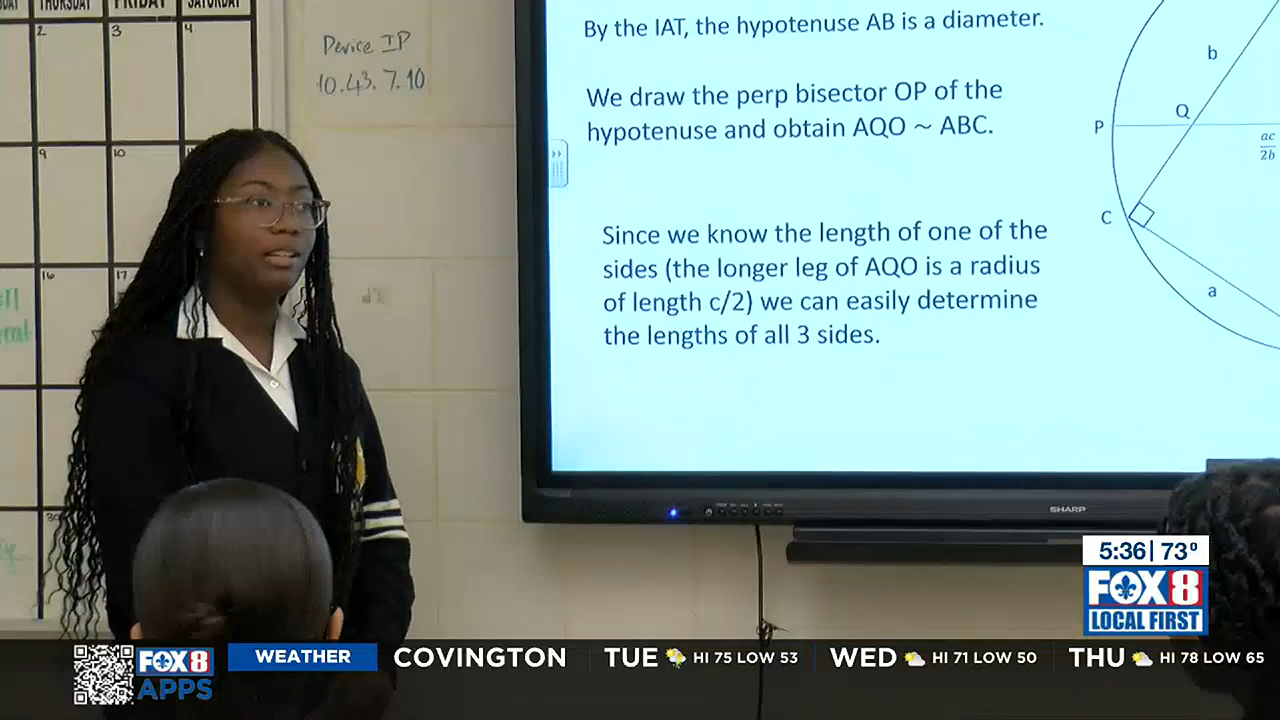 THURSDAY
FRIDAY
SATURDAY
2
3
4
9
10
16
17
Device IP
10.43.7.10
By the IAT, the hypotenuse AB is a diameter.
We draw the perp bisector OP of the
hypotenuse and obtain AQO ~ ABC.
Since we know the length of one of the
sides (the longer leg of AQO is a radius
of length c/2) we can easily determine
the lengths of all 3 sides.
b
Q
P
ac
2b
C
a
SHARP
5:36 | 73°
FOX 8
LOCAL FIRST
FOX 8
APPS
WEATHER
COVINGTON
TUE HI 75 LOW 53
WED HI 71 LOW 50
THU HI 78 LOW 65